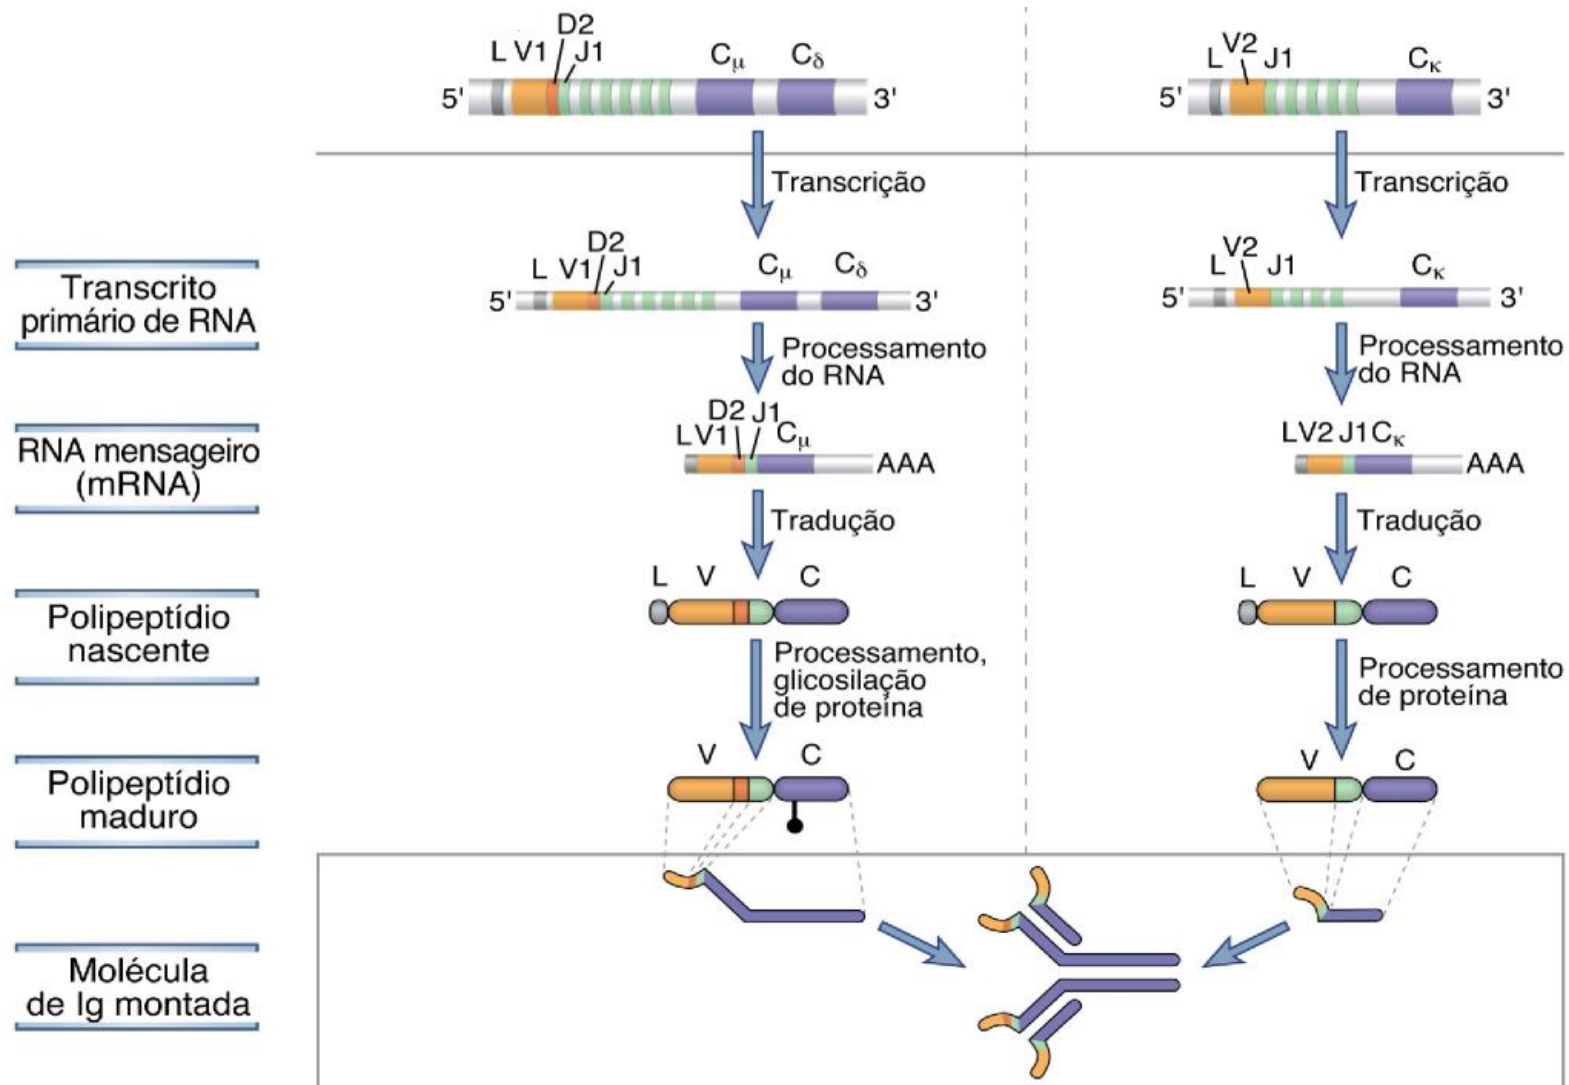 D2
L V1 J1 Cμ Cδ
5' 3'
V2
L J1 Cκ
5' 3'
Transcrição
Transcrição
Transcrito
primário de RNA
D2
L V1 J1 Cμ Cδ
5' 3'
V2
L J1 Cκ
5' 3'
Processamento
do RNA
Processamento
do RNA
RNA mensageiro
(mRNA)
D2 J1
LV1 Cμ
AAA
LV2 J1Cκ
AAA
Tradução
Tradução
Polipeptídio
nascente
L V C
L V C
Processamento,
glicosilação
de proteína
Processamento
de proteína
Polipeptídio
maduro
V C
V C
Molécula
de Ig montada